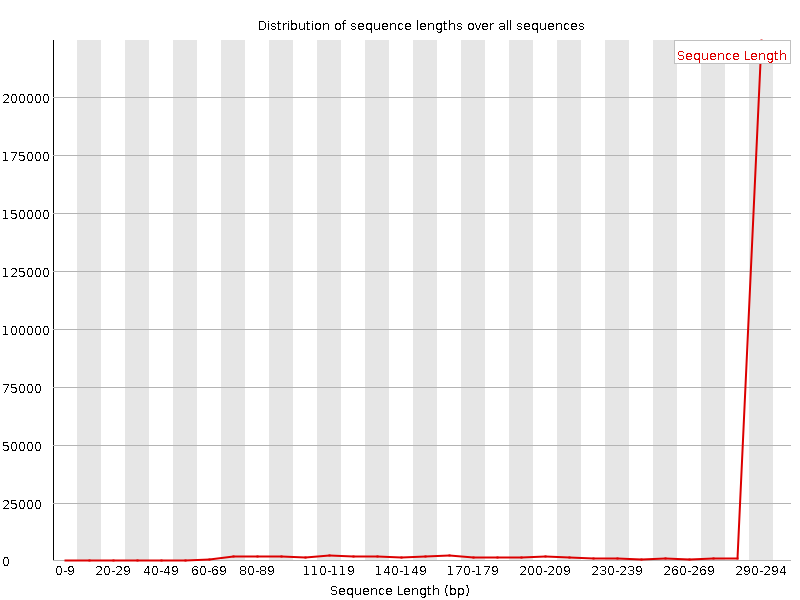 Distribution of sequence lengths over all sequences
Sequence Length
200000
175000
150000
125000
100000
75000
50000
25000
0
0-9 20-29 40-49 60-69 80-89 110-119 140-149 170-179 200-209 230-239 260-269 290-294
Sequence Length (bp)